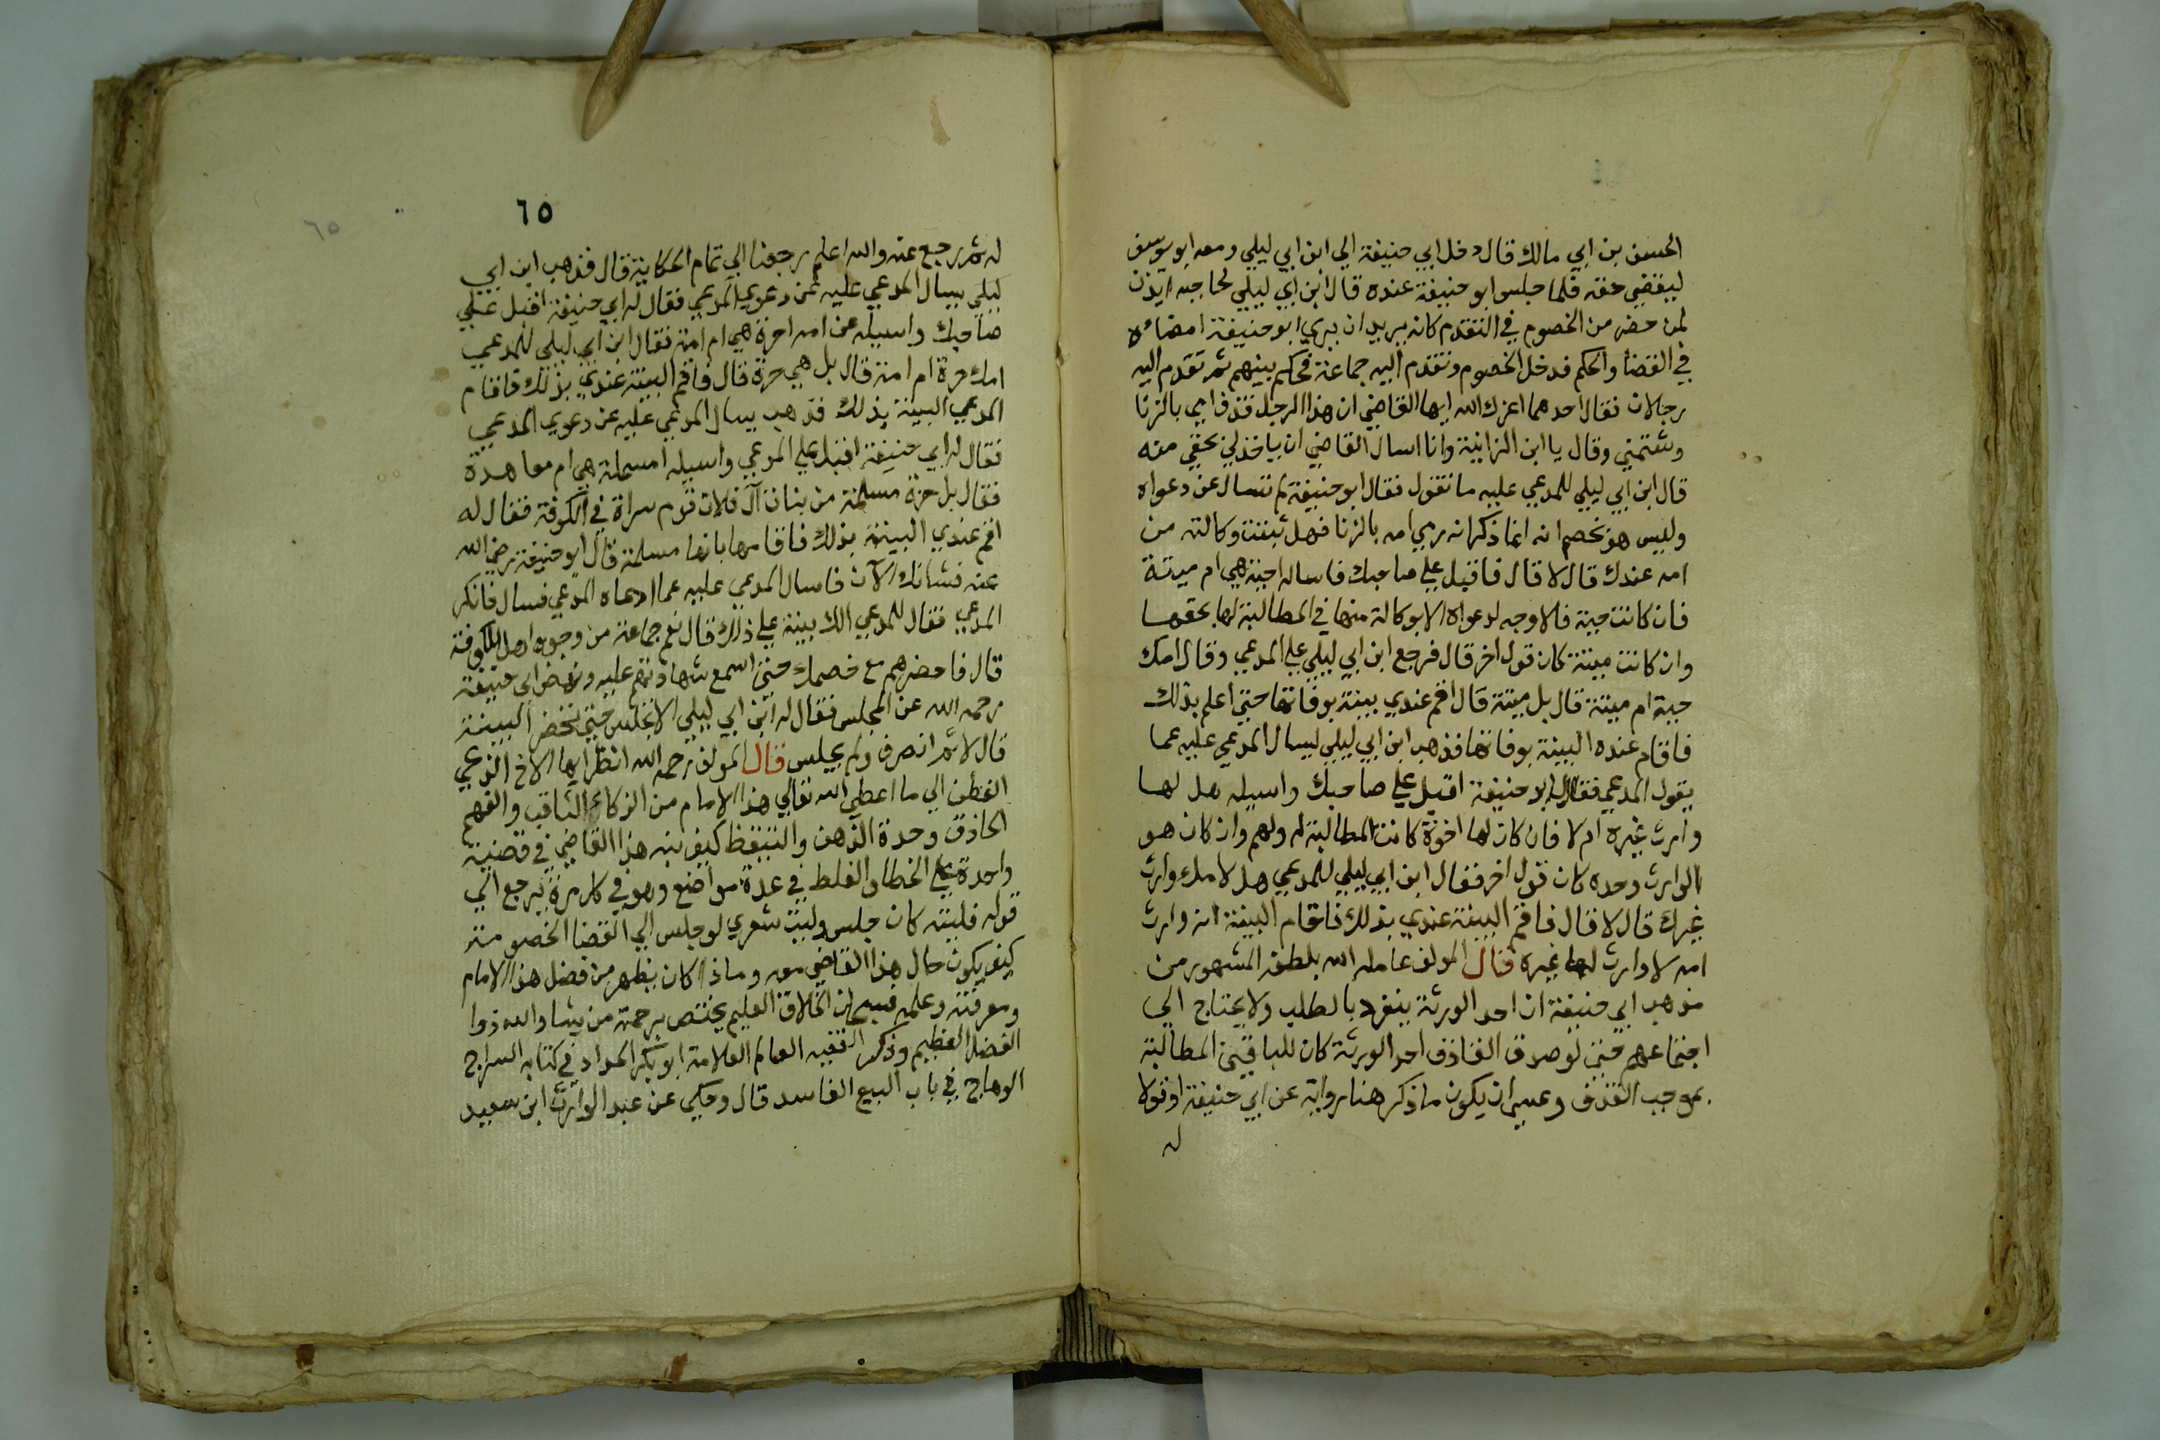 الحسن بن ابي مالك قال دخل ابي حنيفة الي ابن ابي ليلي ومعه ابو يوسف
ليقضي حقه فلما جلس ابو حنيفة عنده قال ابن ابي ليلي لحاجبه ايذن
لمن حضر من الخصوم في التقدم كانه يريد ان يري ابو حنيفة امضاه
في القضا والحكم فدخل الخصوم وتقدم اليه جماعة فحكم بينهم ثم تقدم اليه
رجلان فقال احدهما اعزك الله ايها القاضي ان هذا الرجل قذف امي بالزنا
وشتمني وقال يا ابن الزانية وانا اسال القاضي ان ياخذ لي بحقي منه
قال ابن ابي ليلي للمدعي عليه ما تقول فقال ابو حنيفة لم تسال عن دعواه
وليس هو بخصم انه انما ذكر انه رمي امه بالزنا فهل ثبتت وكالته من
امه عندك قال لا قال فاقبل علي صاحبك فاساله احية هي ام ميتة
فان كانت حية فلا وجه لدعواه الا بوكالة منها في المطالبة لها بحقها
وان كانت ميتة كان قول اخر قال فرجع ابن ابي ليلي علي المدعي وقال امك
حية ام ميتة قال بل ميتة قال اقم عندي بينة بوفاتها حتي اعلم بذلك
فاقام عنده البينة بوفاتها فذهب ابن ابي ليلي ليسال المدعي عليه عما
يقول المدعي فقال ابو حنيفة اقبل علي صاحبك واسيله هل لها
وارث غيره ام لا فان كان لها اخوة كانت المطالبة له ولهم وان كان هو
الوارث وحده كان قول اخر فقال ابن ابي ليلي للمدعي هل لامك وارث
غيرك قال لا قال فاقم البينة عندي بذلك فاقام البينة انه وارث
امه لا وارث لها غيره قال المولف عامله الله بلطفه المشهور من
مذهب ابي حنيفة ان احد الورثة ينفرد بالطلب ولا يحتاج الي
اجتماعهم حتي لو صدق القاذف احد الورثة كان للباقين المطالبة
بموجب القذف وعسي ان يكون ما ذكر هنا رواية عن ابي حنيفة او قولا
له
٦٥
٦٥
له ثم رجع عنه والله اعلم رجعنا الي تمام الحكاية قال فذهب ابن ابي
ليلي يسال المدعي عليه عن دعوي المدعي فقال له ابي حنيفة اقبل علي
صاحبك واسيله عن امه احرة هي ام امة فقال ابن ابي ليلي للمدعي
امك حرة ام امة قال بل هي حرة قال فاقم البينة عندي بذلك فاقام
المدعي البينة بذلك فذهب يسال المدعي عليه عن دعوي المدعي
فقال له ابي حنيفة اقبل علي المدعي واسيله امسلمة هي ام معاهدة
فقال بل حرة مسلمة من بنات آل فلان قوم سراة في الكوفة فقال له
اقم عندي البينة بذلك فاقامها بانها مسلمة قال ابو حنيفة رضي الله
عنه فشانك الآن فاسال المدعي عليه عما ادعاه المدعي فسال فانكر
المدعي فقال للمدعي الك بينة علي ذلك قال نعم جماعة من وجوه اهل الكوفة
قال فاحضرهم مع خصمك حتي اسمع شهادتهم عليه ونهض ابي حنيفة
رحمه الله عن المجلس فقال له ابن ابي ليلي الا تجلس حتي تحضر البينة
قال لا ثم انصرف ولم يجلس قال المولف رحمه الله انظر ايها الاخ الذعي
الفطن الي ما اعطي الله تعالي هذا الامام من الذكاء الثاقب والفهم
الحاذق وحدة الذهن والتيقظ كيف نبه هذا القاضي في قضية
واحدة علي الخطا والغلط في عدة مواضع وهو في كل مرة يرجع الي
قوله فليته كان جلس وليت شعري لو جلس الي القضا الخصومة
كيف يكون حال هذا القاضي معه وماذا كان يظهر من فضل هذا الامام
ومعرفته وعلمه فسبحان الخلاق العليم يختص برحمته من يشا والله ذوا
الفضل العظيم وذكر الفقيه العالم العلامة ابو بكر الحداد في كتابه السراج
الوهاج في باب البيع الفاسد قال وحكي عن عبد الوارث ابن سعيد